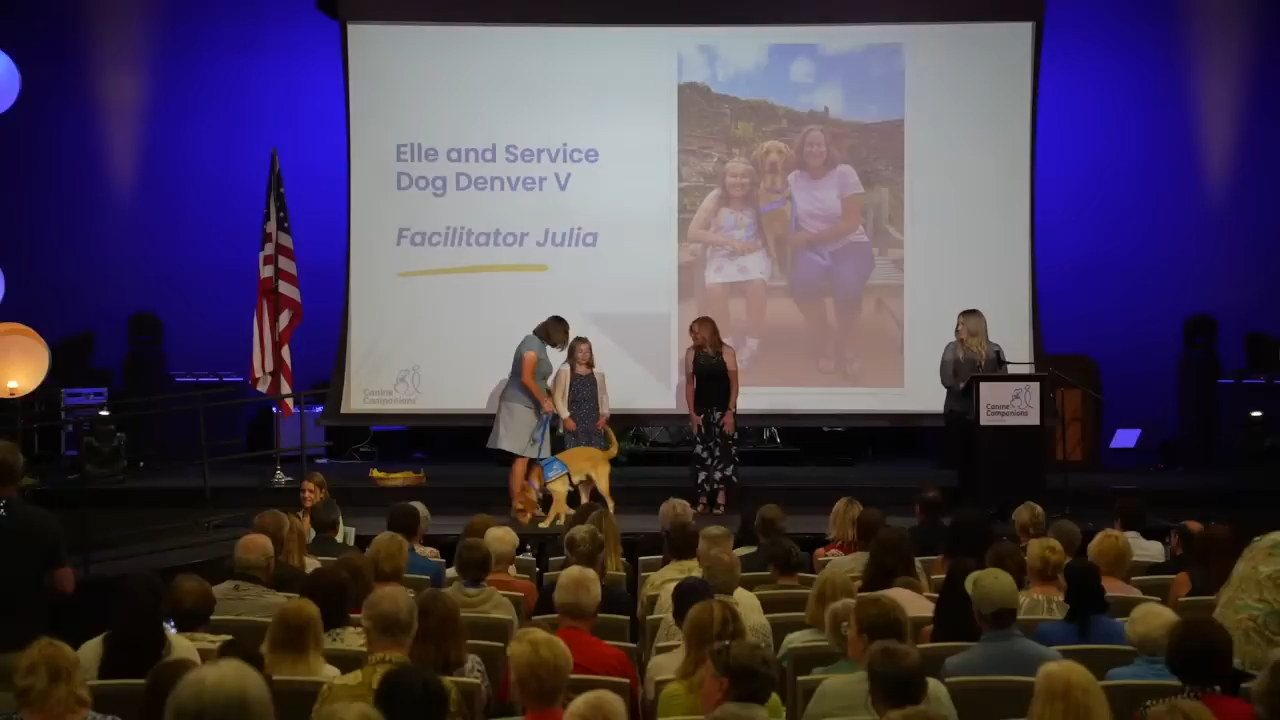 Elle and Service
Dog Denver V
Facilitator Julia
Canine
Companions
Canine
Companions